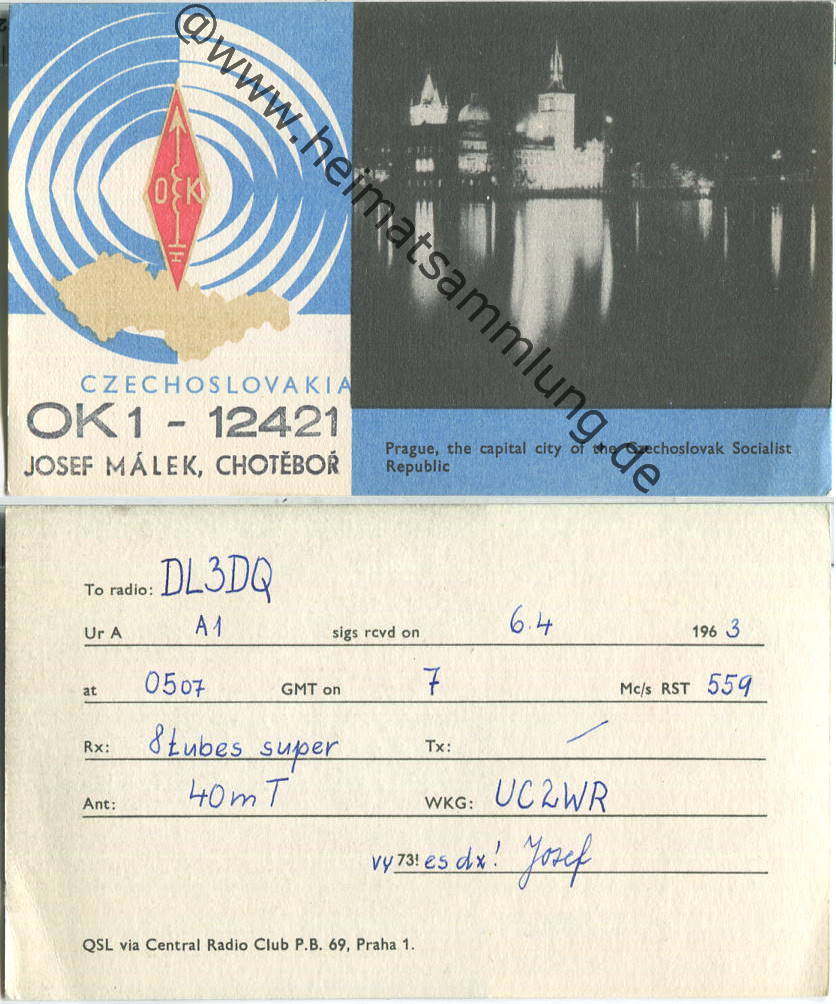 OK
CZECHOSLOVAKIA
OK1 - 12421
JOSEF MÁLEK, CHOTĚBOŘ
Prague, the capital city of the Czechoslovak Socialist
Republic
@www.heimatsammlung.de
To radio: DL3DQ
Ur A A1 sigs rcvd on 6.4 1963
at 0507 GMT on 7 Mc/s RST 559
Rx: 8tubes super Tx: /
Ant: 40m T WKG: UC2WR
vy 73! es dx! Josef
QSL via Central Radio Club P.B. 69, Praha 1.